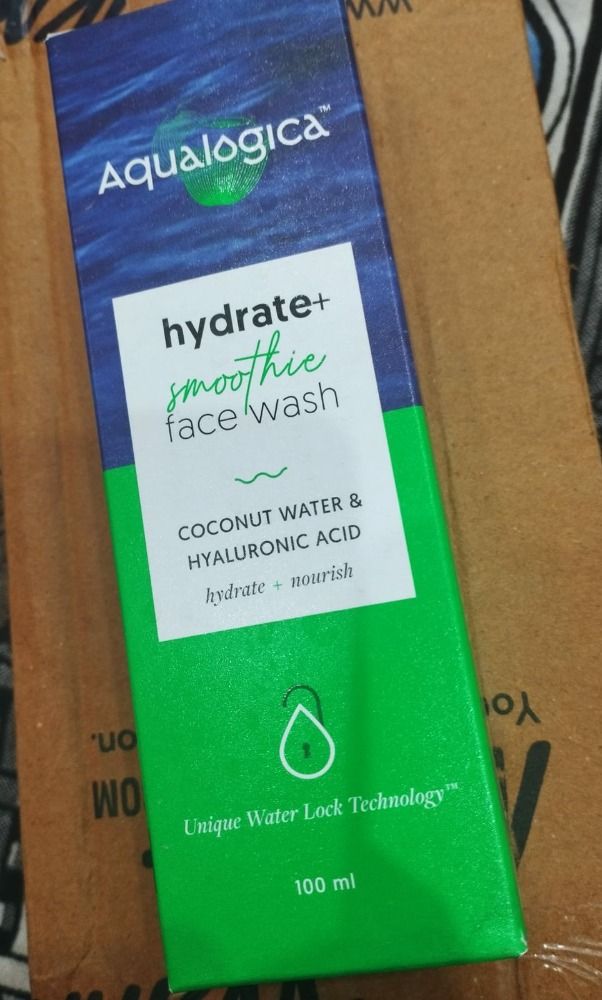 Aqualogica™
hydrate+
smoothie
face wash
COCONUT WATER &
HYALURONIC ACID
hydrate + nourish
Unique Water Lock Technology™
100 ml